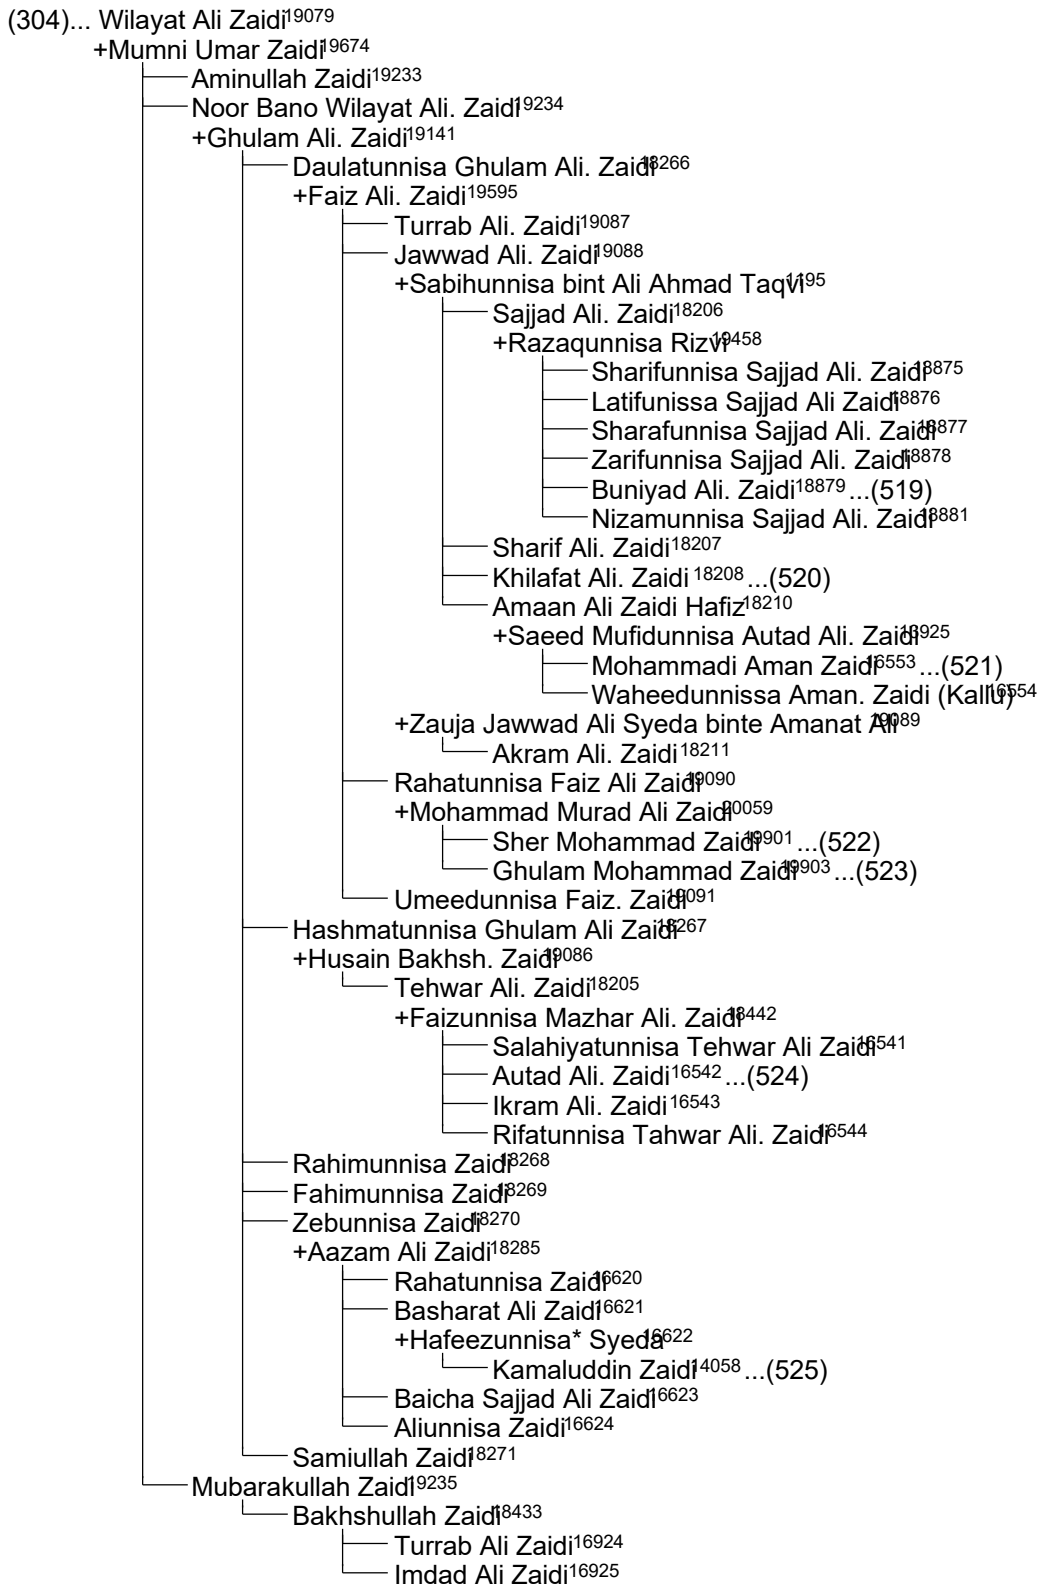 (304)... Wilayat Ali Zaidi19079
+Mumni Umar Zaidi19674
Aminullah Zaidi19233
Noor Bano Wilayat Ali. Zaidi19234
+Ghulam Ali. Zaidi19141
Daulatunnisa Ghulam Ali. Zaidi18266
+Faiz Ali. Zaidi19595
Turrab Ali. Zaidi19087
Jawwad Ali. Zaidi19088
+Sabihunnisa bint Ali Ahmad Taqvi1195
Sajjad Ali. Zaidi18206
+Razaqunnisa Rizvi19458
Sharifunnisa Sajjad Ali. Zaidi18875
Latifunissa Sajjad Ali Zaidi18876
Sharafunnisa Sajjad Ali. Zaidi18877
Zarifunnisa Sajjad Ali. Zaidi18878
Buniyad Ali. Zaidi18879 ...(519)
Nizamunnisa Sajjad Ali. Zaidi18881
Sharif Ali. Zaidi18207
Khilafat Ali. Zaidi 18208 ...(520)
Amaan Ali Zaidi Hafiz18210
+Saeed Mufidunnisa Autad Ali. Zaidi13925
Mohammadi Aman Zaidi16553 ...(521)
Waheedunnissa Aman. Zaidi (Kallu)16554
+Zauja Jawwad Ali Syeda binte Amanat Ali19089
Akram Ali. Zaidi18211
Rahatunnisa Faiz Ali Zaidi19090
+Mohammad Murad Ali Zaidi20059
Sher Mohammad Zaidi19901 ...(522)
Ghulam Mohammad Zaidi19903 ...(523)
Umeedunnisa Faiz. Zaidi19091
Hashmatunnisa Ghulam Ali Zaidi18267
+Husain Bakhsh. Zaidi19086
Tehwar Ali. Zaidi18205
+Faizunnisa Mazhar Ali. Zaidi18442
Salahiyatunnisa Tehwar Ali Zaidi16541
Autad Ali. Zaidi16542 ...(524)
Ikram Ali. Zaidi16543
Rifatunnisa Tahwar Ali. Zaidi16544
Rahimunnisa Zaidi18268
Fahimunnisa Zaidi18269
Zebunnisa Zaidi18270
+Aazam Ali Zaidi18285
Rahatunnisa Zaidi16620
Basharat Ali Zaidi16621
+Hafeezunnisa* Syeda16622
Kamaluddin Zaidi14058 ...(525)
Baicha Sajjad Ali Zaidi16623
Aliunnisa Zaidi16624
Samiullah Zaidi18271
Mubarakullah Zaidi19235
Bakhshullah Zaidi18433
Turrab Ali Zaidi16924
Imdad Ali Zaidi16925